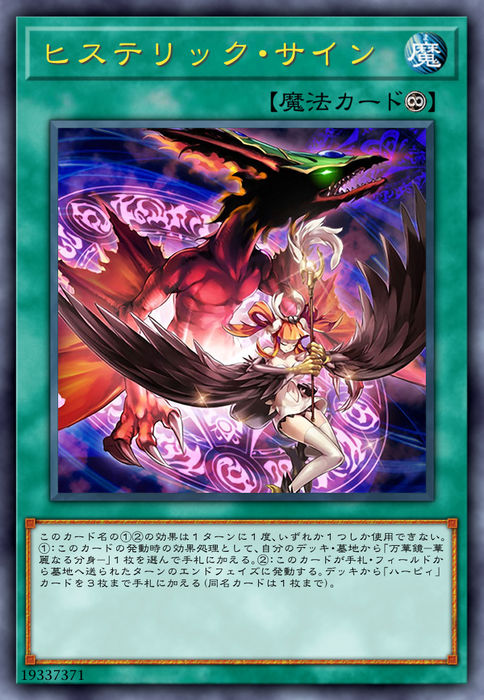 ヒステリック・サイン
魔
【魔法カード】
このカード名の①②の効果は1ターンに1度、いずれか1つしか使用できない。
①：このカードの発動時の効果処理として、自分のデッキ・墓地から「万華鏡－華
麗なる分身－」1枚を選んで手札に加える。②：このカードが手札・フィールドから
墓地へ送られたターンのエンドフェイズに発動する。デッキから「ハーピィ」
カードを3枚まで手札に加える(同名カードは1枚まで)。
19337371